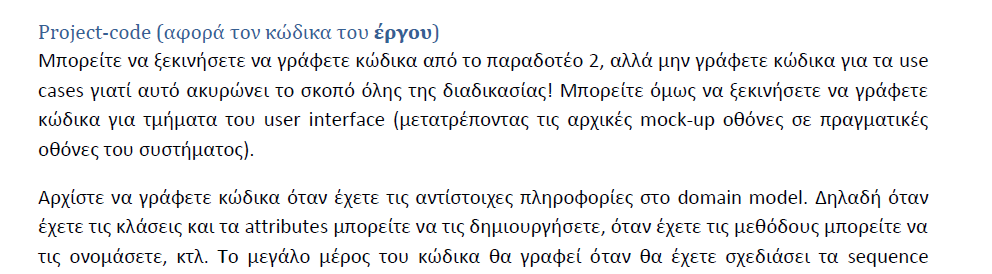 Project-code (αφορά τον κώδικα του έργου)
Μπορείτε να ξεκινήσετε να γράφετε κώδικα από το παραδοτέο 2, αλλά μην γράφετε κώδικα για τα use
cases γιατί αυτό ακυρώνει το σκοπό όλης της διαδικασίας! Μπορείτε όμως να ξεκινήσετε να γράφετε
κώδικα για τμήματα του user interface (μετατρέποντας τις αρχικές mock-up οθόνες σε πραγματικές
οθόνες του συστήματος).
Αρχίστε να γράφετε κώδικα όταν έχετε τις αντίστοιχες πληροφορίες στο domain model. Δηλαδή όταν
έχετε τις κλάσεις και τα attributes μπορείτε να τις δημιουργήσετε, όταν έχετε τις μεθόδους μπορείτε να
τις ονομάσετε, κτλ. Το μεγάλο μέρος του κώδικα θα γραφεί όταν θα έχετε σχεδιάσει τα sequence